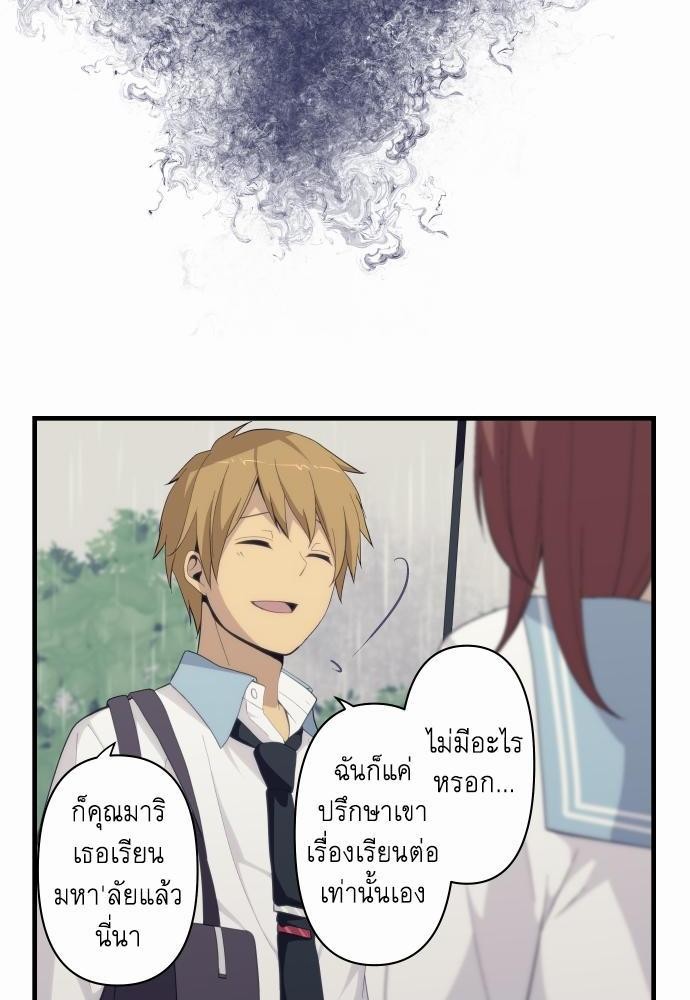 ไม่มีอะไร
หรอก...
ฉันก็แค่
ปรึกษาเขา
เรื่องเรียนต่อ
เท่านั้นเอง
ก็คุณมาริ
เธอเรียน
มหา'ลัยแล้ว
นี่นา